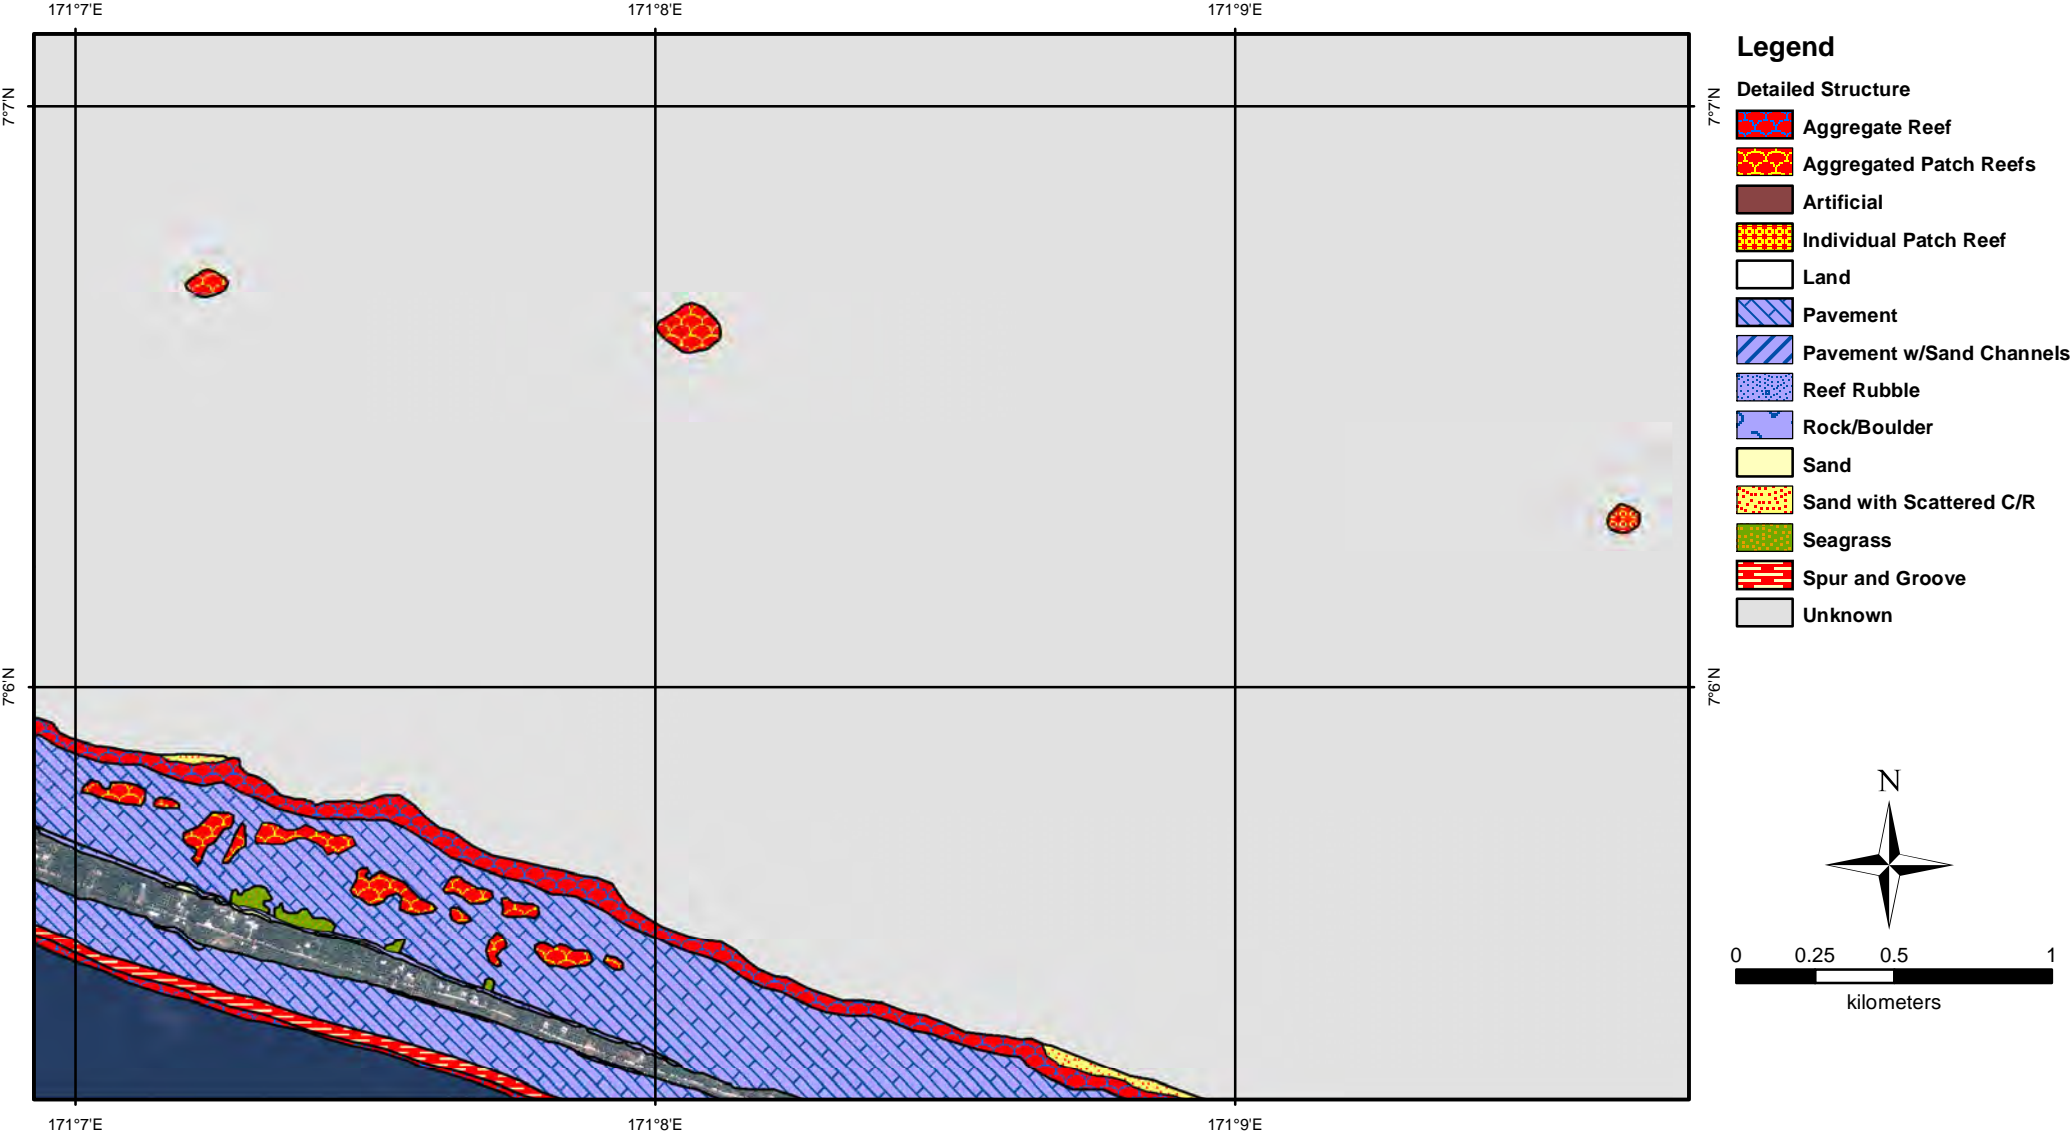 171°7'E 171°8'E 171°9'E
7°7'N 7°7'N
7°6'N 7°6'N
171°7'E 171°8'E 171°9'E
Legend
Detailed Structure
Aggregate Reef
Aggregated Patch Reefs
Artificial
Individual Patch Reef
Land
Pavement
Pavement w/Sand Channels
Reef Rubble
Rock/Boulder
Sand
Sand with Scattered C/R
Seagrass
Spur and Groove
Unknown
N
0 0.25 0.5 1
kilometers